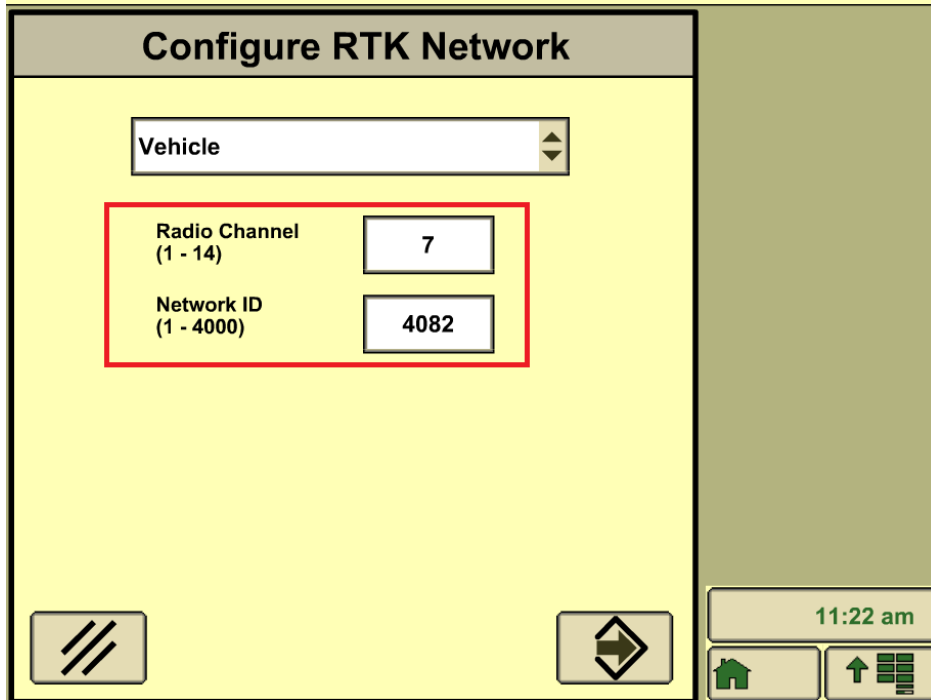 Configure RTK Network
Vehicle
Radio Channel
(1 - 14)
7
Network ID
(1 - 4000)
4082
11:22 am